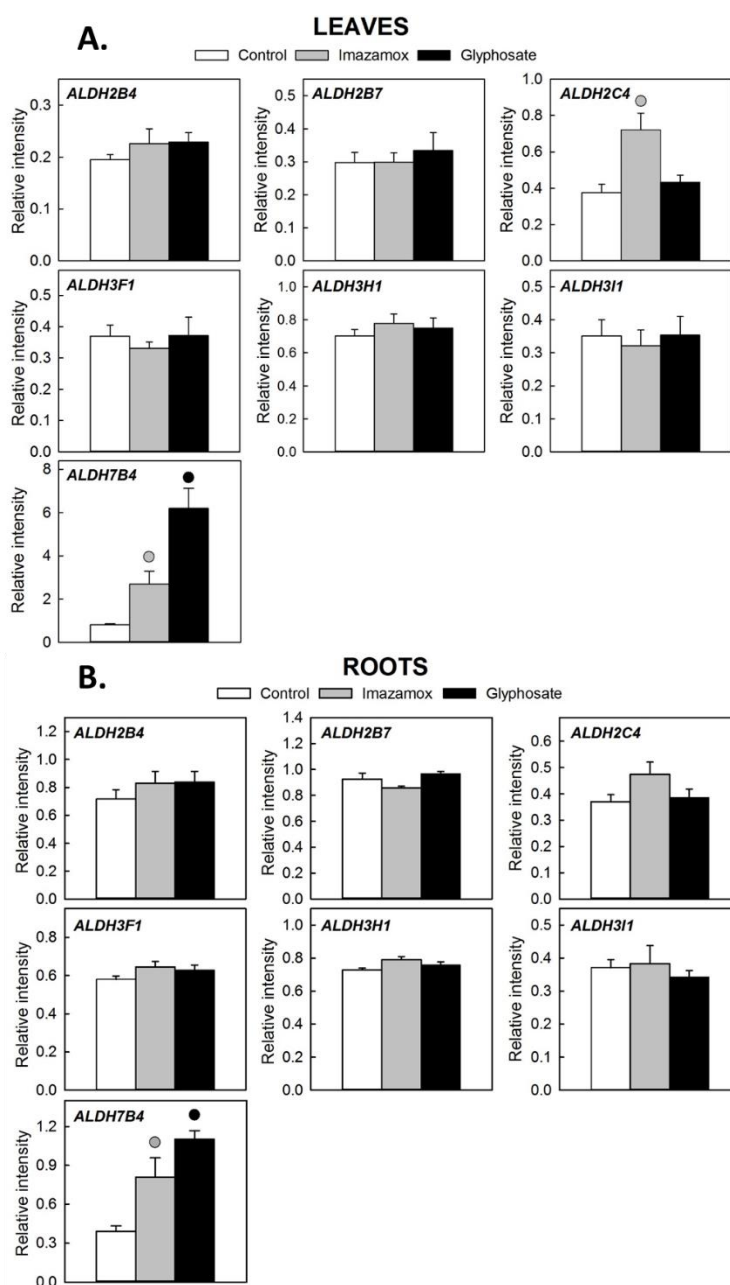 A. LEAVES
Control Imazamox Glyphosate
ALDH2B4
Relative intensity
0.3
0.2
0.1
0.0
ALDH2B7
Relative intensity
0.5
0.4
0.3
0.2
0.1
0.0
ALDH2C4
Relative intensity
1.0
0.8
0.6
0.4
0.2
0.0
ALDH3F1
Relative intensity
0.5
0.4
0.3
0.2
0.1
0.0
ALDH3H1
Relative intensity
1.0
0.8
0.6
0.4
0.2
0.0
ALDH3I1
Relative intensity
0.5
0.4
0.3
0.2
0.1
0.0
ALDH7B4
Relative intensity
8
6
4
2
0
B. ROOTS
Control Imazamox Glyphosate
ALDH2B4
Relative intensity
1.2
1.0
0.8
0.6
0.4
0.2
0.0
ALDH2B7
Relative intensity
1.4
1.2
1.0
0.8
0.6
0.4
0.2
0.0
ALDH2C4
Relative intensity
0.6
0.5
0.4
0.3
0.2
0.1
0.0
ALDH3F1
Relative intensity
0.8
0.6
0.4
0.2
0.0
ALDH3H1
Relative intensity
1.0
0.8
0.6
0.4
0.2
0.0
ALDH3I1
Relative intensity
0.5
0.4
0.3
0.2
0.1
0.0
ALDH7B4
Relative intensity
1.2
0.9
0.6
0.3
0.0